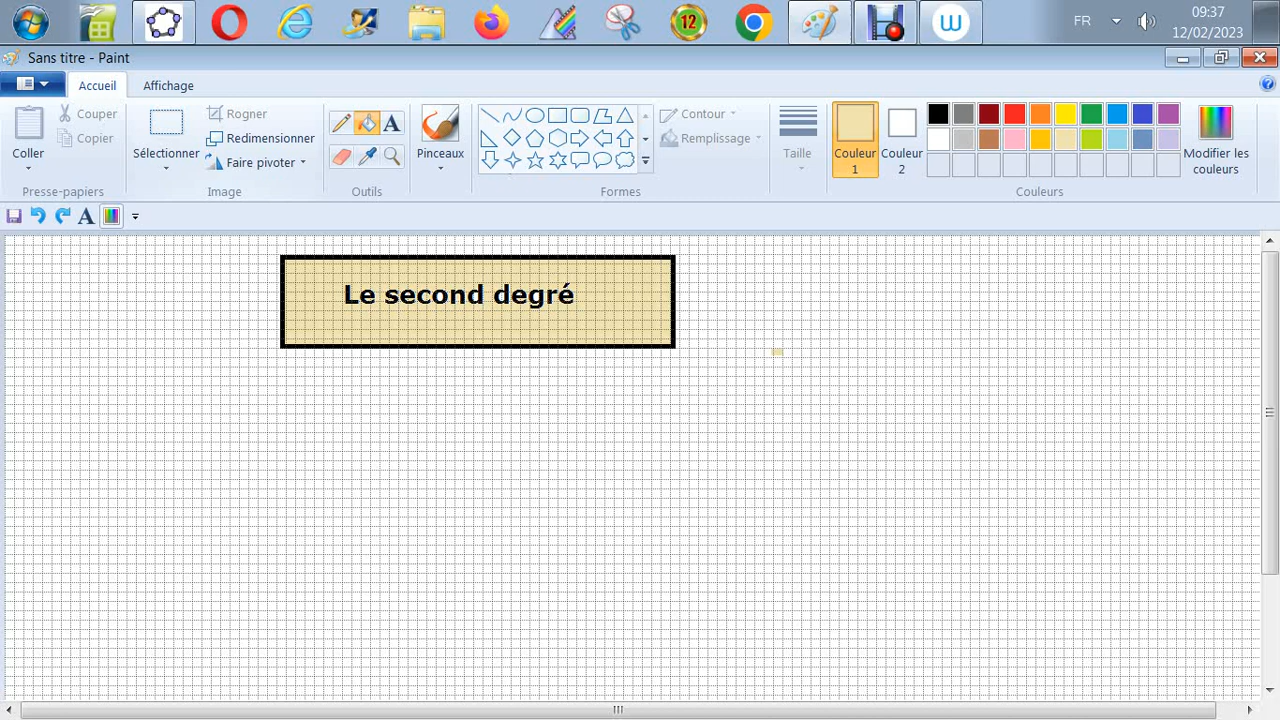 12
W
FR
09:37
12/02/2023
Sans titre - Paint
Accueil
Affichage
Coller
Couper
Copier
Presse-papiers
Sélectionner
Rogner
Redimensionner
Faire pivoter
Image
A
Outils
Pinceaux
Contour
Remplissage
Formes
Taille
Couleur
1
Couleur
2
Modifier les
couleurs
Couleurs
A
Le second degré